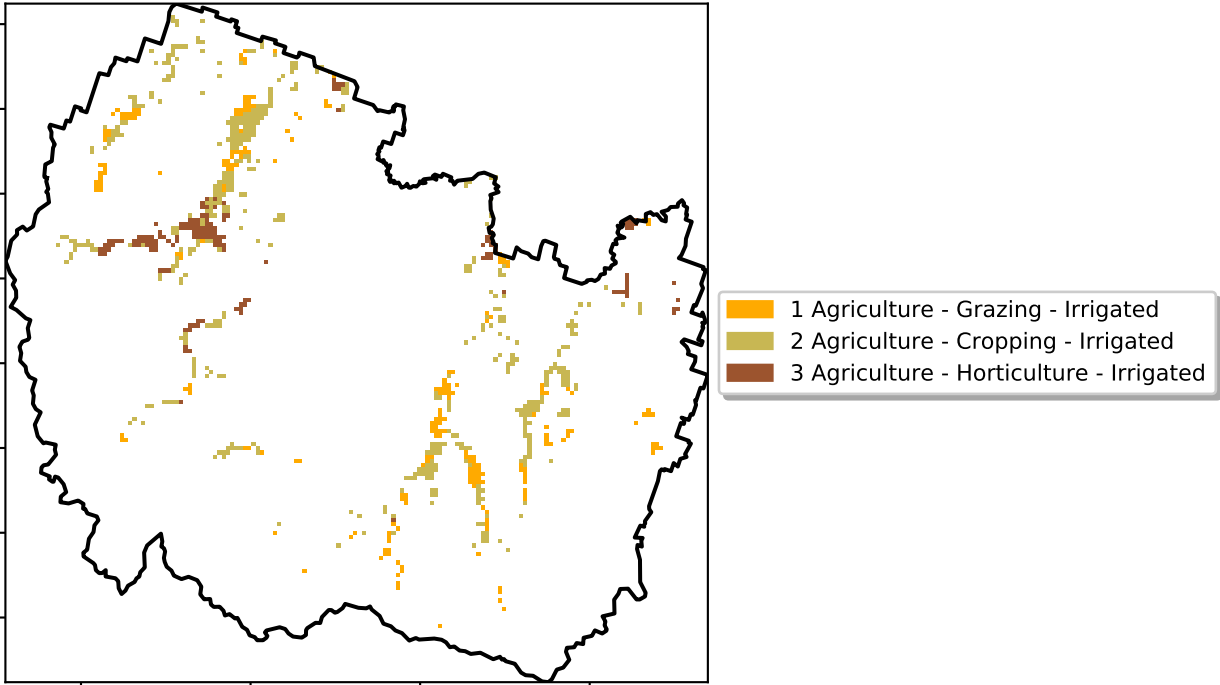 1 Agriculture - Grazing - Irrigated
2 Agriculture - Cropping - Irrigated
3 Agriculture - Horticulture - Irrigated